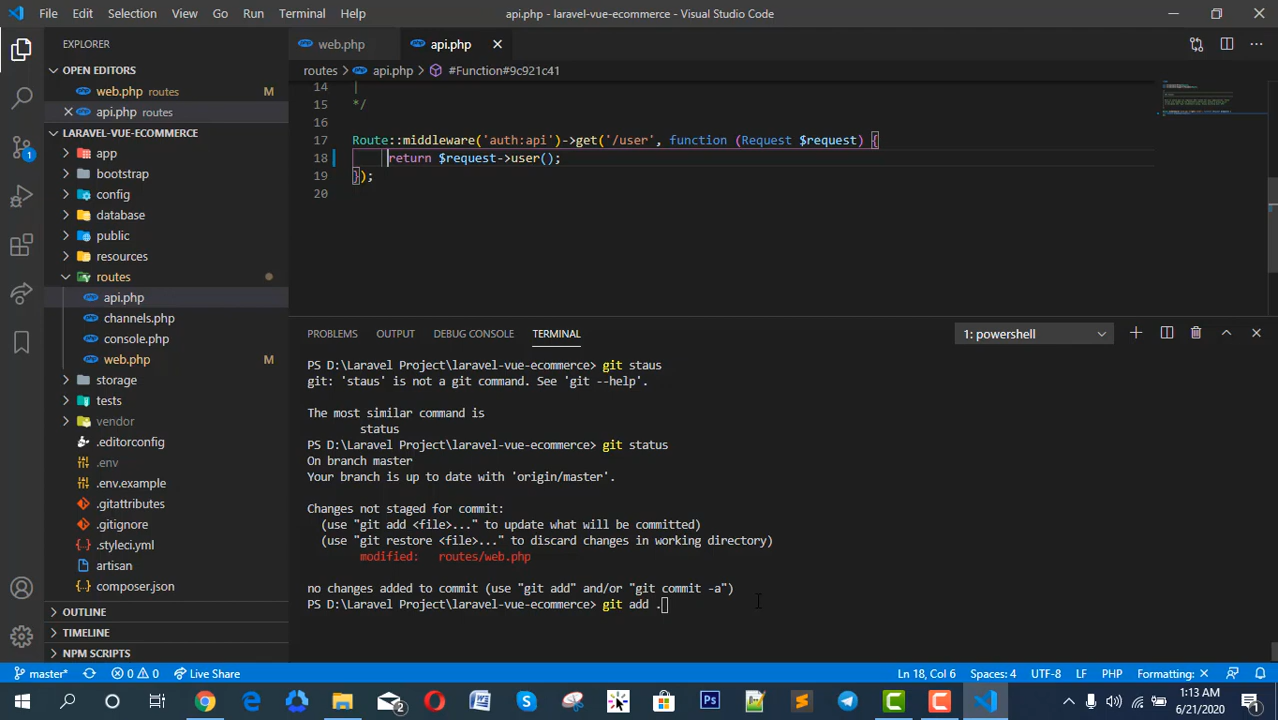 File Edit Selection View Go Run Terminal Help
api.php - laravel-vue-ecommerce - Visual Studio Code
EXPLORER
OPEN EDITORS
web.php routes M
api.php routes
LARAVEL-VUE-ECOMMERCE
app
bootstrap
config
database
public
resources
routes
api.php
channels.php
console.php
web.php M
storage
tests
vendor
.editorconfig
.env
.env.example
.gitattributes
.gitignore
.styleci.yml
artisan
composer.json
OUTLINE
TIMELINE
NPM SCRIPTS
1
web.php api.php
routes > api.php > #Function#9c921c41
14 |
15 */
16
17 Route::middleware('auth:api')->get('/user', function (Request $request) {
18 return $request->user();
19 });
20
PROBLEMS OUTPUT DEBUG CONSOLE TERMINAL 1: powershell
PS D:\Laravel Project\laravel-vue-ecommerce> git staus
git: 'staus' is not a git command. See 'git --help'.
The most similar command is
status
PS D:\Laravel Project\laravel-vue-ecommerce> git status
On branch master
Your branch is up to date with 'origin/master'.
Changes not staged for commit:
(use "git add <file>..." to update what will be committed)
(use "git restore <file>..." to discard changes in working directory)
modified: routes/web.php
no changes added to commit (use "git add" and/or "git commit -a")
PS D:\Laravel Project\laravel-vue-ecommerce> git add .
master* 0 0 Live Share
Ln 18, Col 6 Spaces: 4 UTF-8 LF PHP Formatting: ×
2
Ps
1:13 AM
6/21/2020
1